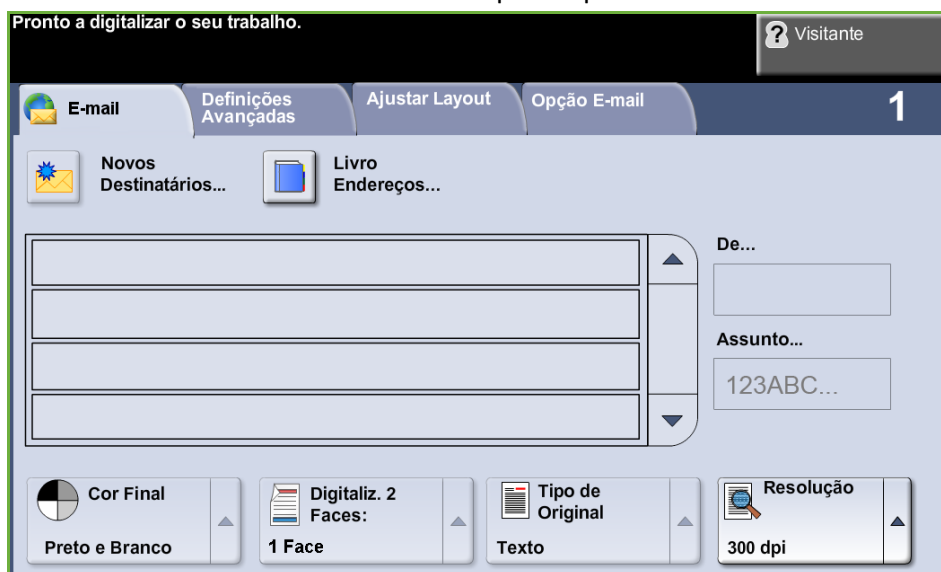 Pronto a digitalizar o seu trabalho.
? Visitante
E-mail
Definições
Avançadas
Ajustar Layout
Opção E-mail
1
Novos
Destinatários...
Livro
Endereços...
De...
Assunto...
123ABC...
Cor Final
Preto e Branco
Digitaliz. 2
Faces:
1 Face
Tipo de
Original
Texto
Resolução
300 dpi